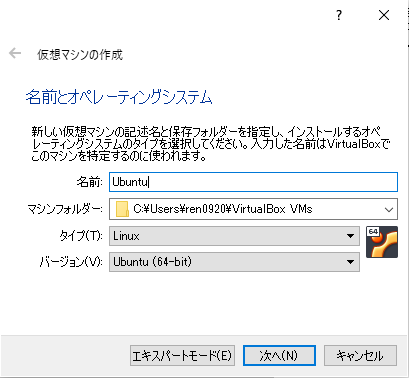 ?
仮想マシンの作成
名前とオペレーティングシステム
新しい仮想マシンの記述名と保存フォルダーを指定し、インストールするオペ
レーティングシステムのタイプを選択してください。入力した名前はVirtualBoxで
このマシンを特定するのに使われます。
名前: Ubuntu
マシンフォルダー: C:¥Users¥ren0920¥VirtualBox VMs
タイプ(T): Linux
64
バージョン(V): Ubuntu (64-bit)
エキスパートモード(E) 次へ(N) キャンセル